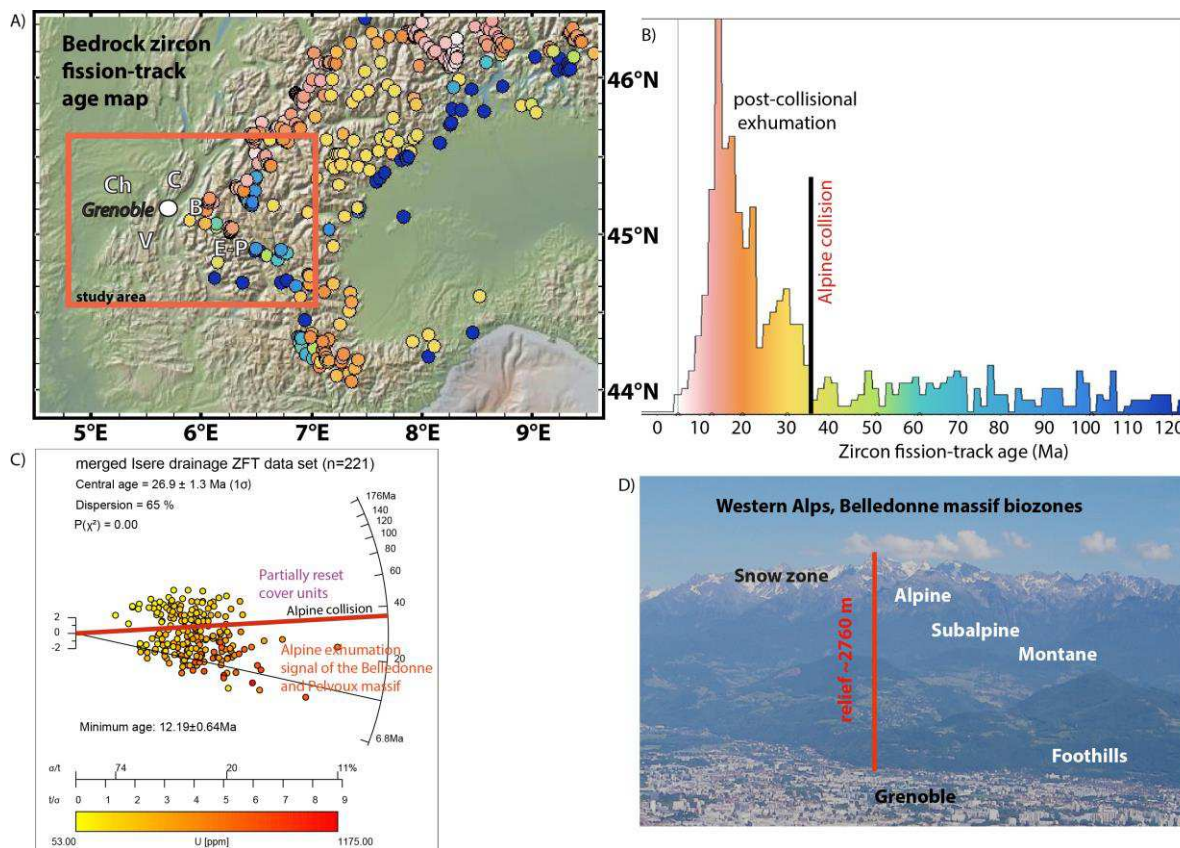 A)
Bedrock zircon
fission-track
age map
Ch
C
Grenoble
B
V
E-P
study area
46°N
45°N
44°N
5°E
6°E
7°E
8°E
9°E
B)
post-collisional
exhumation
Alpine collision
0
10
20
30
40
50
60
70
80
90
100
110
120
Zircon fission-track age (Ma)
C)
merged Isere drainage ZFT data set (n=221)
Central age = 26.9 ± 1.3 Ma (1σ)
Dispersion = 65 %
P(χ²) = 0.00
176Ma
140
120
100
80
60
40
20
6.8Ma
Partially reset
cover units
Alpine collision
2
0
-2
Alpine exhumation
signal of the Belledonne
and Pelvoux massif
Minimum age: 12.19±0.64Ma
σ/t
74
20
11%
t/σ
0
1
2
3
4
5
6
7
8
9
53.00
U [ppm]
1175.00
D)
Western Alps, Belledonne massif biozones
Snow zone
Alpine
Subalpine
Montane
relief ~2760 m
Foothills
Grenoble